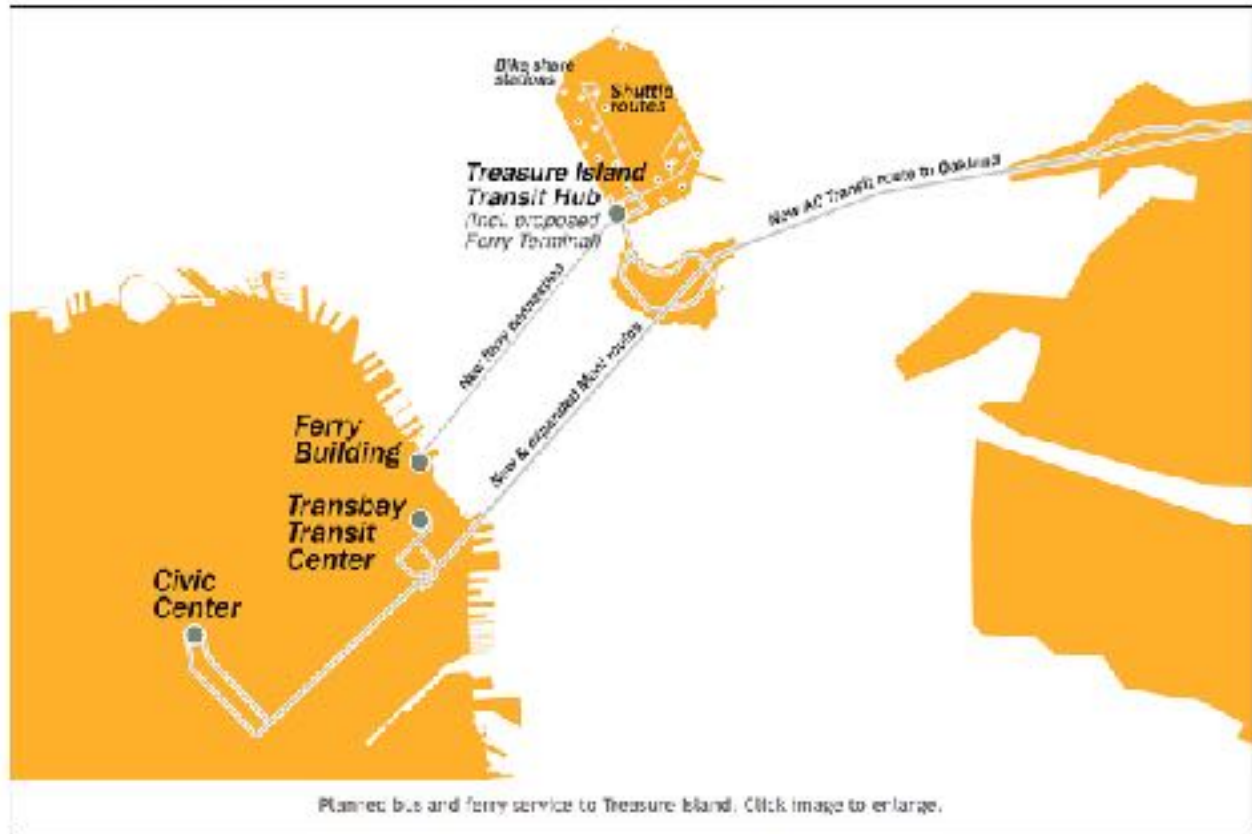 Bike share
stations
Shuttle
routes
Treasure Island
Transit Hub
(Incl. proposed
Ferry Terminal)
New AC Transit route to Oakland
New ferry connection
New & expanded Muni routes
Ferry
Building
Transbay
Transit
Center
Civic
Center
Planned bus and ferry service to Treasure Island. Click image to enlarge.